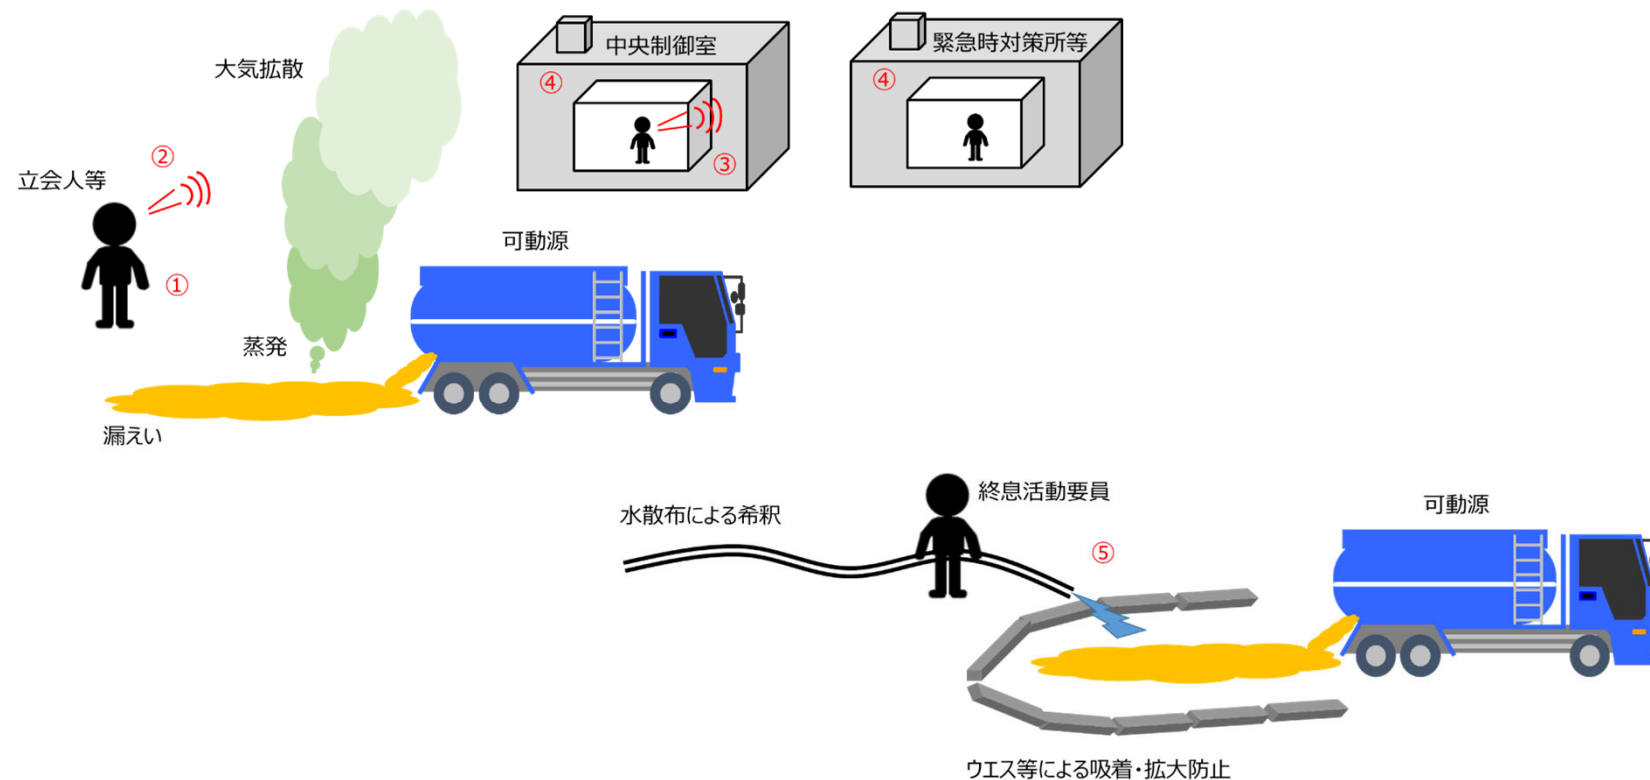 大気拡散
中央制御室
緊急時対策所等
④
④
②
③
立会人等
①
可動源
蒸発
漏えい
水散布による希釈
終息活動要員
可動源
⑤
ウエス等による吸着・拡大防止